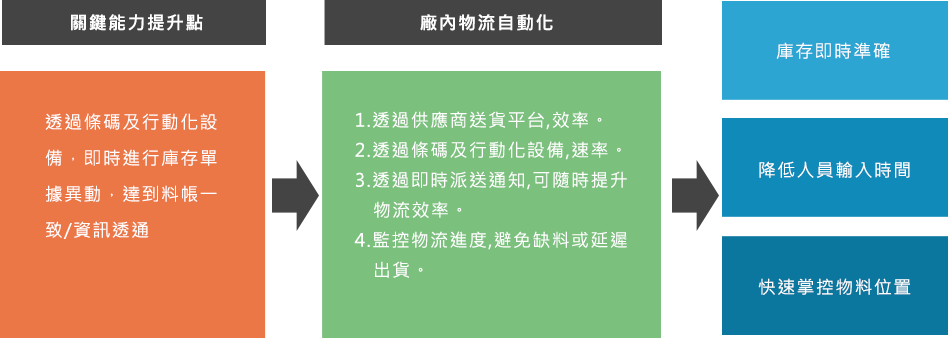 關鍵能力提升點
透過條碼及行動化設
備，即時進行庫存單
據異動，達到料帳一
致/資訊透通
廠內物流自動化
1.透過供應商送貨平台,效率。
2.透過條碼及行動化設備,速率。
3.透過即時派送通知,可隨時提升
物流效率。
4.監控物流進度,避免缺料或延遲
出貨。
庫存即時準確
降低人員輸入時間
快速掌控物料位置